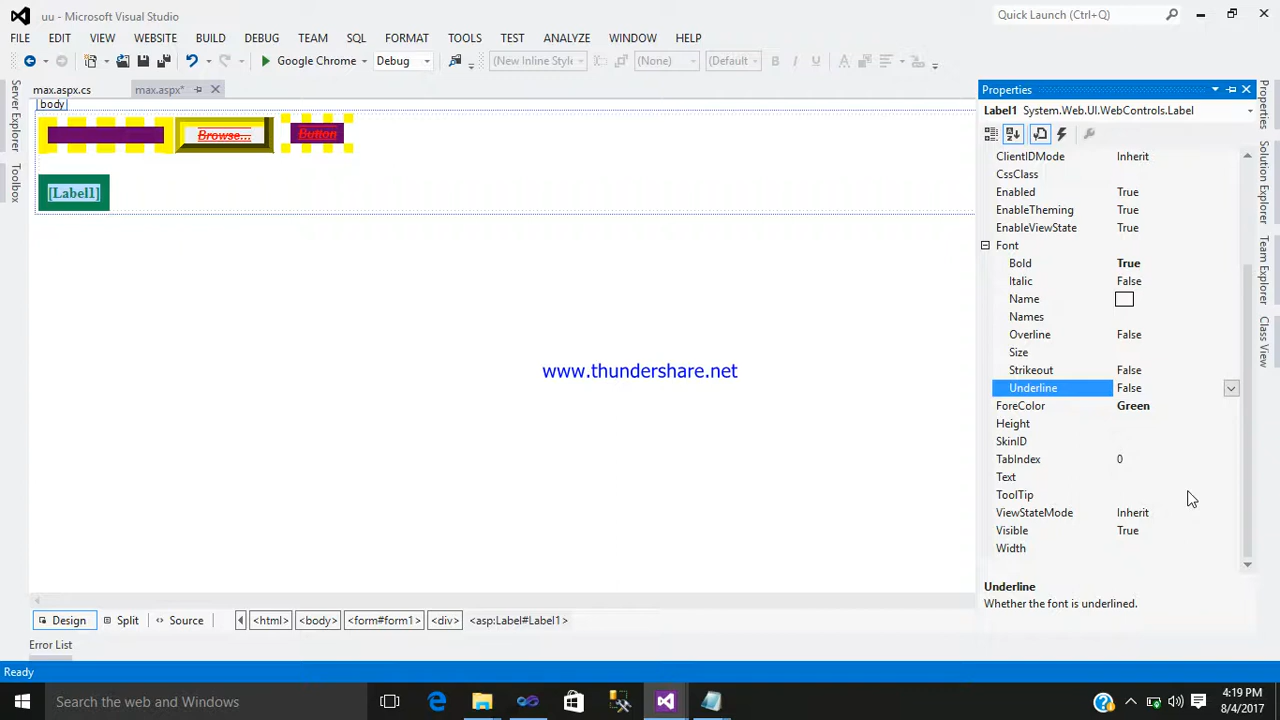 uu - Microsoft Visual Studio
Quick Launch (Ctrl+Q)
FILE EDIT VIEW WEBSITE BUILD DEBUG TEAM SQL FORMAT TOOLS TEST ANALYZE WINDOW HELP
Google Chrome Debug (New Inline Style (None) (Default B I U
max.aspx.cs max.aspx*
body
Browse... Button
[Label1]
www.thundershare.net
Server Explorer
Toolbox
Properties
Label1 System.Web.UI.WebControls.Label
ClientIDMode Inherit
CssClass
Enabled True
EnableTheming True
EnableViewState True
Font
Bold True
Italic False
Name
Names
Overline False
Size
Strikeout False
Underline False
ForeColor Green
Height
SkinID
TabIndex 0
Text
ToolTip
ViewStateMode Inherit
Visible True
Width
Underline
Whether the font is underlined.
Properties
Solution Explorer
Team Explorer
Class View
Design Split Source <html> <body> <form#form1> <div> <asp:Label#Label1>
Error List
Ready
Search the web and Windows
4:19 PM
8/4/2017